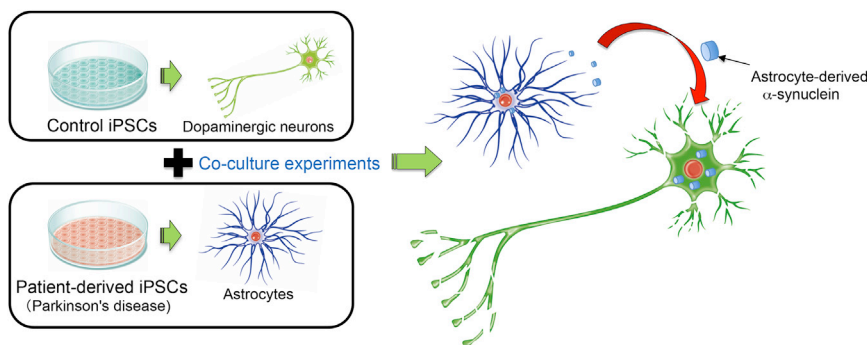 Control iPSCs
Dopaminergic neurons
Co-culture experiments
Patient-derived iPSCs
(Parkinson's disease)
Astrocytes
Astrocyte-derived
α-synuclein